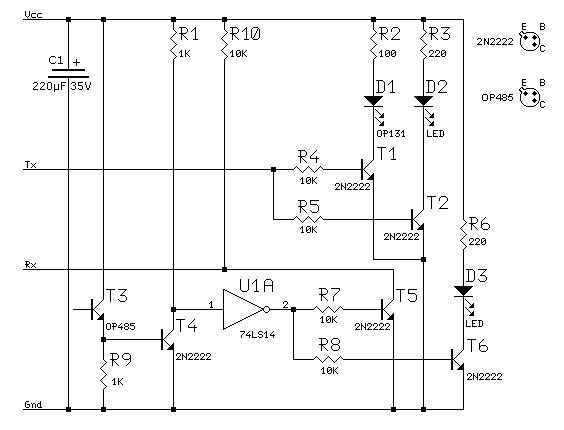 Vcc
E B
C1 +
220µF 35V
R1
1K
R10
10K
R2
100
R3
220
2N2222
C
D1
OP131
D2
LED
E B
OP485
C
Tx
R4
10K
T1
2N2222
R5
10K
T2
2N2222
R6
220
Rx
T3
OP485
U1A
1
2
74LS14
D3
LED
T4
2N2222
R7
10K
T5
2N2222
R9
1K
R8
10K
T6
2N2222
Gnd